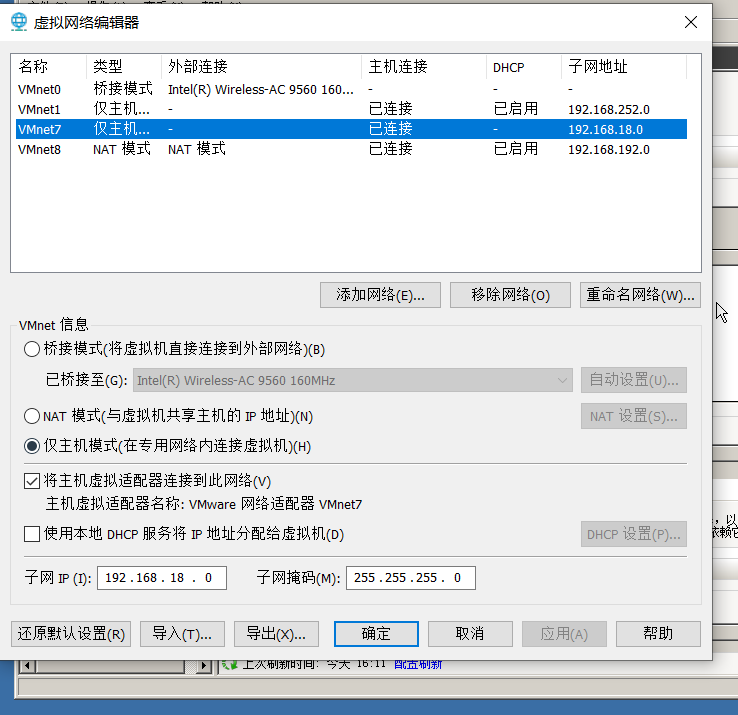 虚拟网络编辑器
名称 类型 外部连接 主机连接 DHCP 子网地址
VMnet0 桥接模式 Intel(R) Wireless-AC 9560 160... - - -
VMnet1 仅主机... - 已连接 已启用 192.168.252.0
VMnet7 仅主机... - 已连接 - 192.168.18.0
VMnet8 NAT 模式 NAT 模式 已连接 已启用 192.168.192.0
添加网络(E)... 移除网络(O) 重命名网络(W)...
VMnet 信息
桥接模式(将虚拟机直接连接到外部网络)(B)
已桥接至(G): Intel(R) Wireless-AC 9560 160MHz 自动设置(U)...
NAT 模式(与虚拟机共享主机的 IP 地址)(N) NAT 设置(S)...
仅主机模式(在专用网络内连接虚拟机)(H)
将主机虚拟适配器连接到此网络(V)
主机虚拟适配器名称: VMware 网络适配器 VMnet7
使用本地 DHCP 服务将 IP 地址分配给虚拟机(D) DHCP 设置(P)...
子网 IP (I): 192.168.18.0 子网掩码(M): 255.255.255.0
还原默认设置(R) 导入(T)... 导出(X)... 确定 取消 应用(A) 帮助
上次刷新时间: 今天 16:11 配置刷新